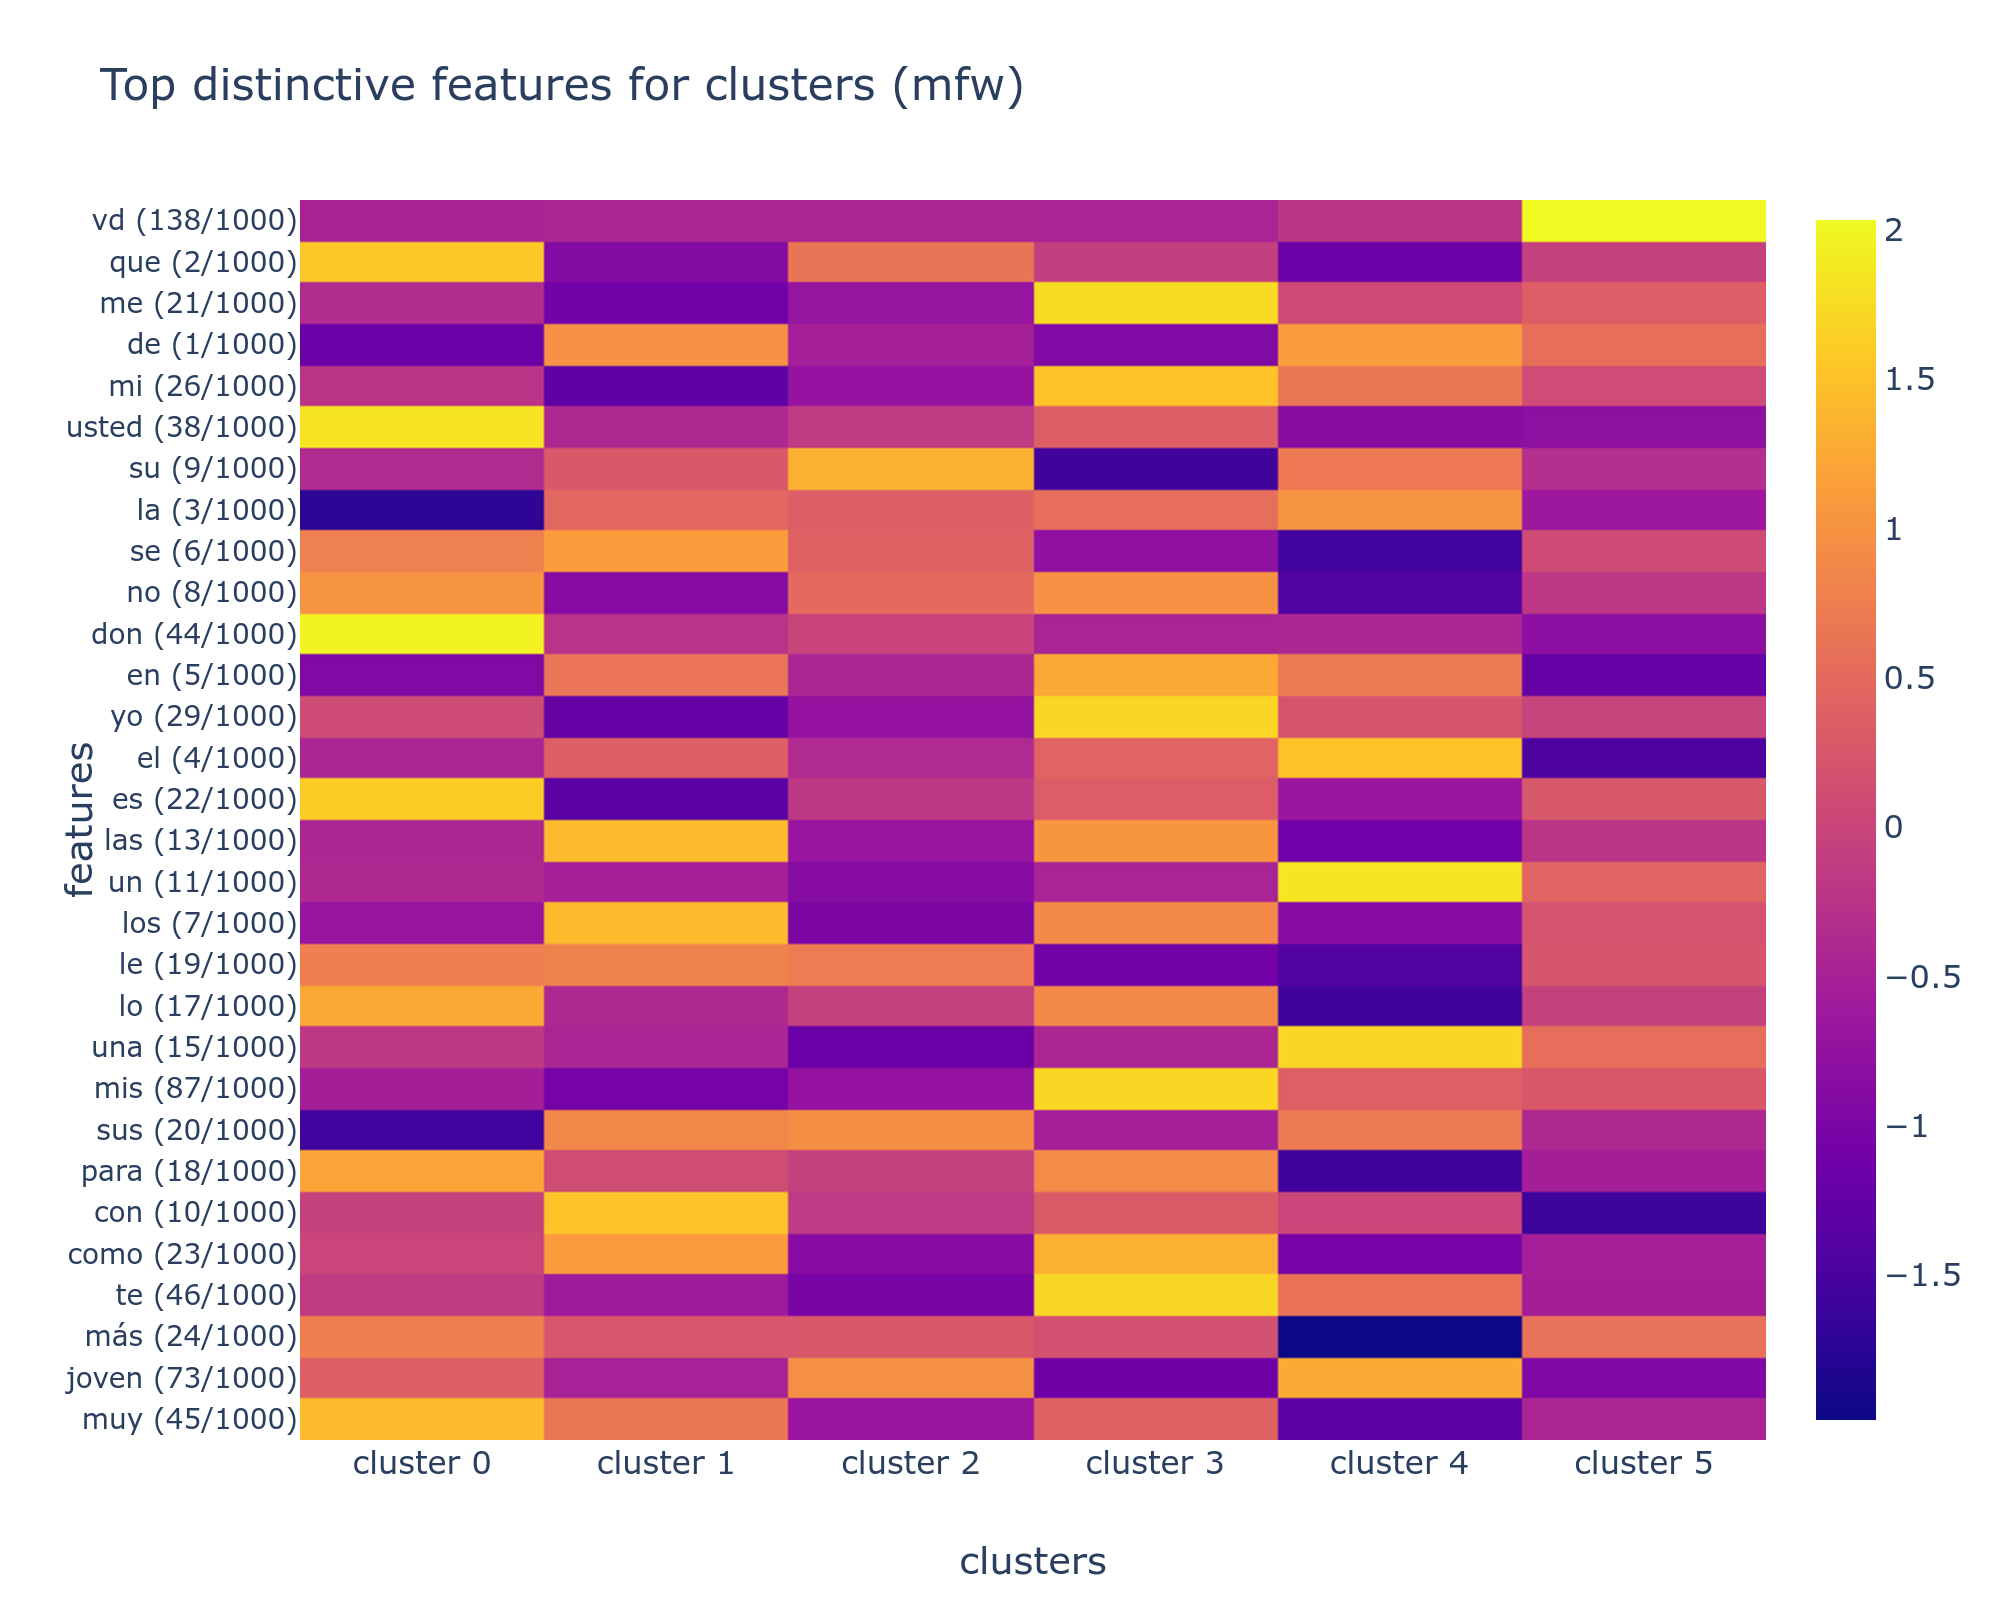 Top distinctive features for clusters (mfw)
vd (138/1000)
que (2/1000)
me (21/1000)
de (1/1000)
mi (26/1000)
usted (38/1000)
su (9/1000)
la (3/1000)
se (6/1000)
no (8/1000)
don (44/1000)
en (5/1000)
yo (29/1000)
el (4/1000)
es (22/1000)
las (13/1000)
un (11/1000)
los (7/1000)
le (19/1000)
lo (17/1000)
una (15/1000)
mis (87/1000)
sus (20/1000)
para (18/1000)
con (10/1000)
como (23/1000)
te (46/1000)
más (24/1000)
joven (73/1000)
muy (45/1000)
features
cluster 0
cluster 1
cluster 2
cluster 3
cluster 4
cluster 5
clusters
2
1.5
1
0.5
0
−0.5
−1
−1.5